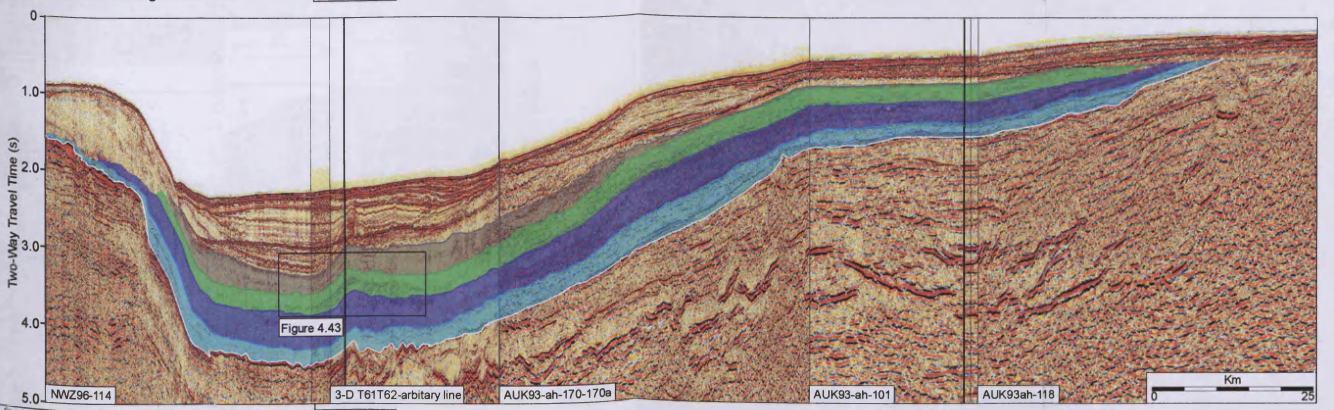 0
1.0
2.0
3.0
4.0
5.0
Two-Way Travel Time (s)
Figure 4.43
NWZ96-114
3-D T61T62-arbitary line
AUK93-ah-170-170a
AUK93-ah-101
AUK93ah-118
Km
0 25